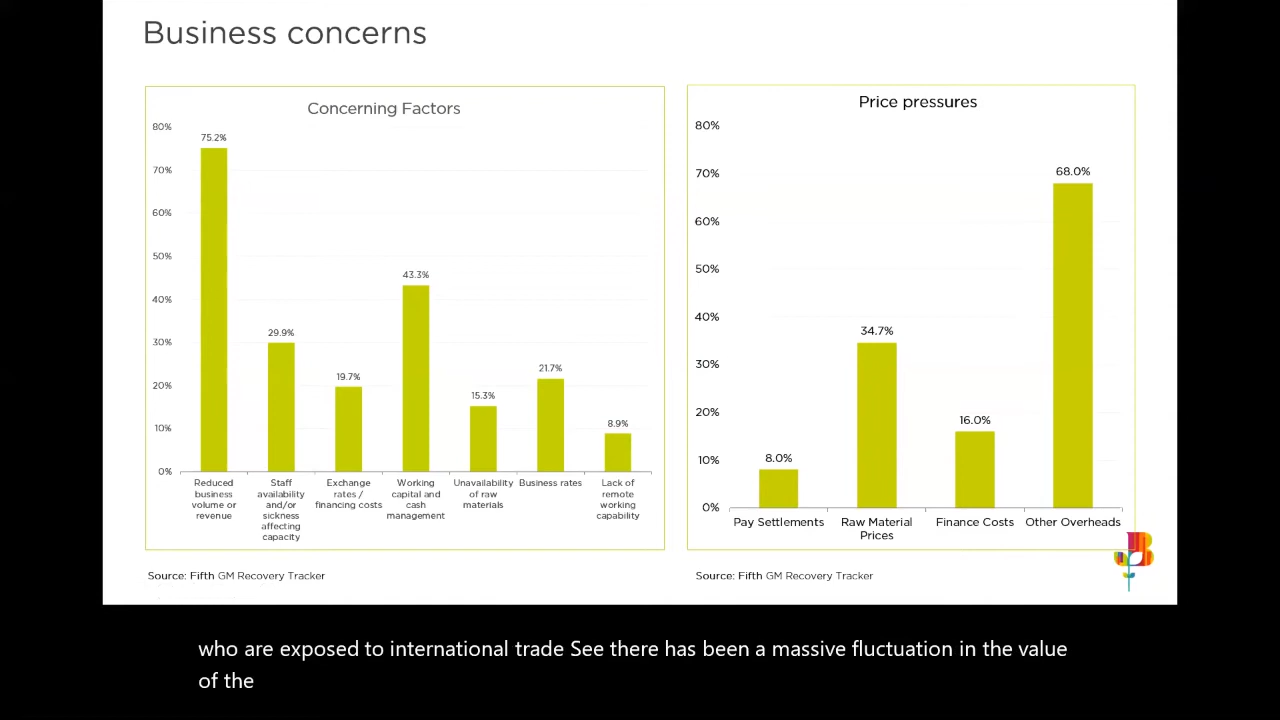 Business concerns
Concerning Factors
80%
70%
60%
50%
40%
30%
20%
10%
0%
75.2%
29.9%
19.7%
43.3%
15.3%
21.7%
8.9%
Reduced
business
volume or
revenue
Staff
availability
and/or
sickness
affecting
capacity
Exchange
rates /
financing costs
Working
capital and
cash
management
Unavailability
of raw
materials
Business rates
Lack of
remote
working
capability
Source: Fifth GM Recovery Tracker
Price pressures
80%
70%
60%
50%
40%
30%
20%
10%
0%
8.0%
34.7%
16.0%
68.0%
Pay Settlements
Raw Material
Prices
Finance Costs
Other Overheads
Source: Fifth GM Recovery Tracker
who are exposed to international trade See there has been a massive fluctuation in the value
of the